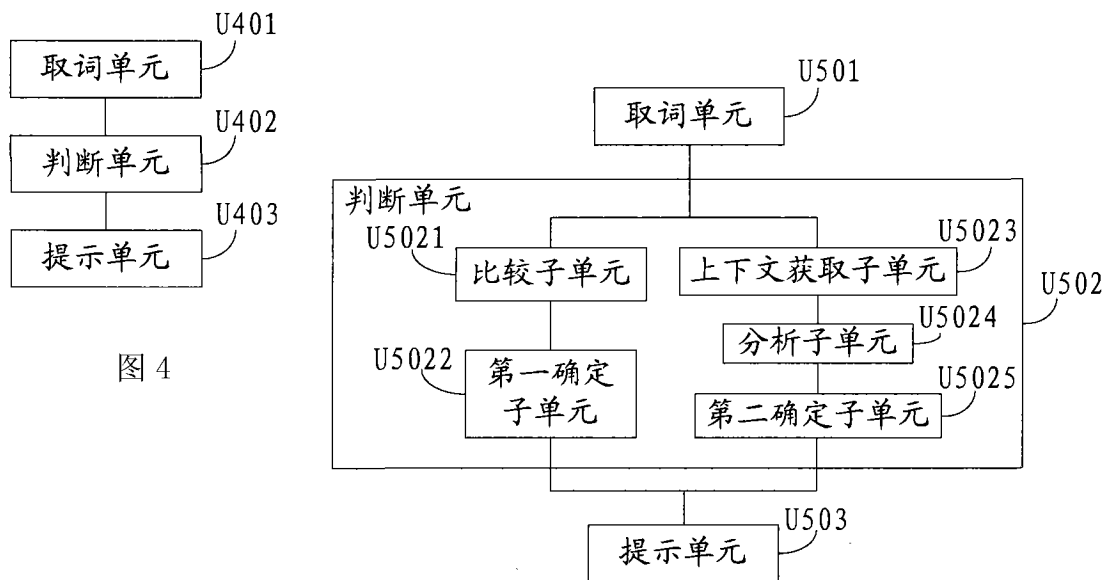 U401
取词单元
U402
判断单元
U403
提示单元
图 4
U501
取词单元
判断单元
U5021
比较子单元
U5023
上下文获取子单元
U502
U5024
分析子单元
U5022
第一确定
子单元
U5025
第二确定子单元
U503
提示单元